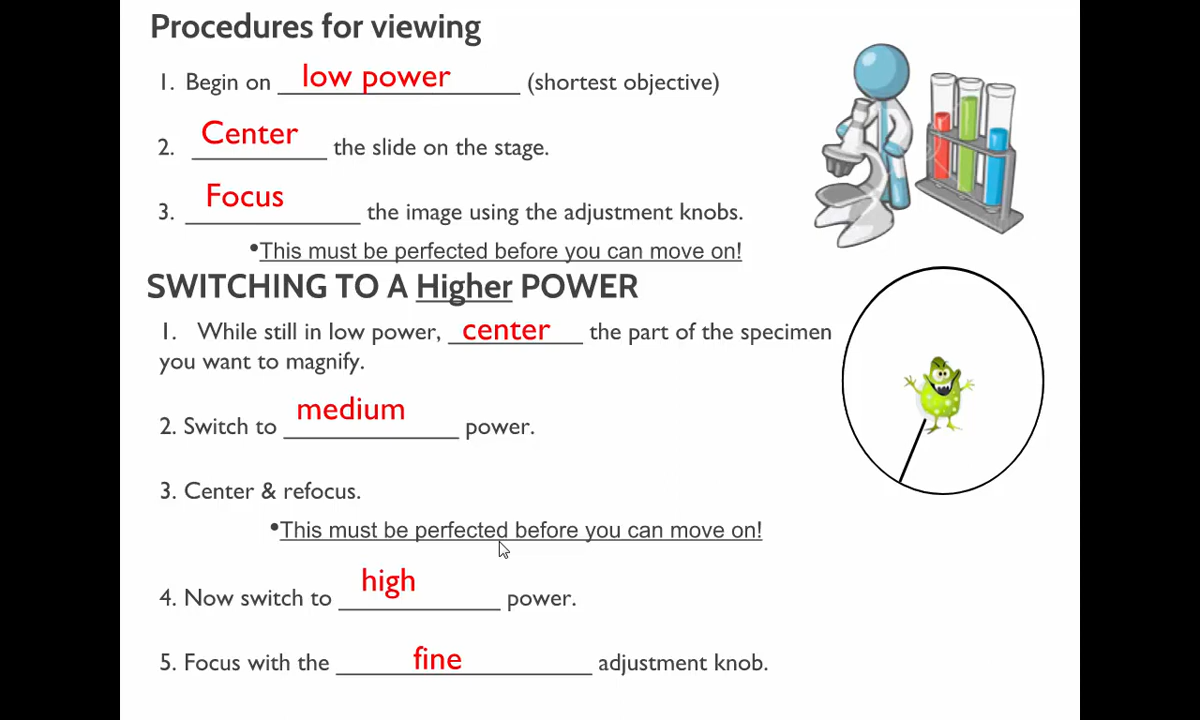 Procedures for viewing
1. Begin on low power (shortest objective)
2. Center the slide on the stage.
3. Focus the image using the adjustment knobs.
•This must be perfected before you can move on!
SWITCHING TO A Higher POWER
1. While still in low power, center the part of the specimen
you want to magnify.
2. Switch to medium power.
3. Center & refocus.
•This must be perfected before you can move on!
4. Now switch to high power.
5. Focus with the fine adjustment knob.